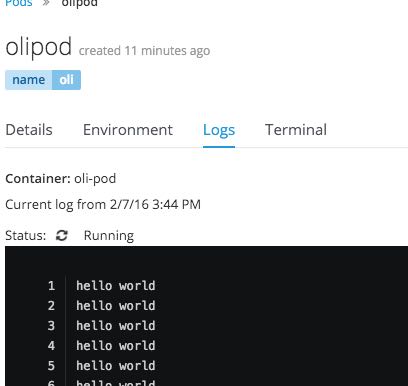 Pods » olipod
olipod created 11 minutes ago
name oli
Details Environment Logs Terminal
Container: oli-pod
Current log from 2/7/16 3:44 PM
Status: Running
1 hello world
2 hello world
3 hello world
4 hello world
5 hello world
6 hello world